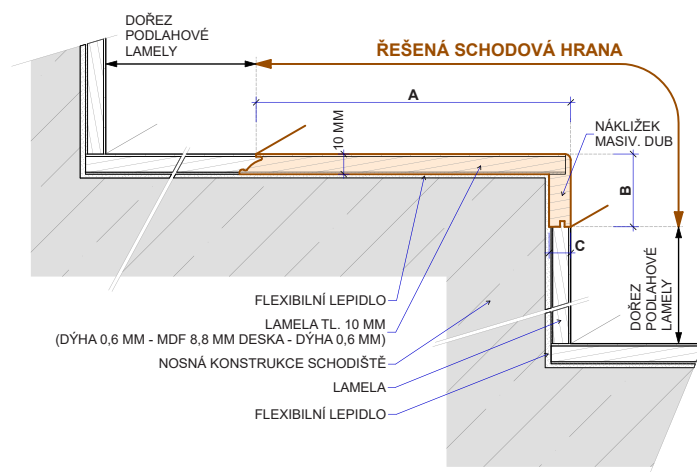 DOŘEZ
PODLAHOVÉ
LAMELY
ŘEŠENÁ SCHODOVÁ HRANA
A
10 MM
NÁKLIŽEK
MASIV. DUB
B
C
DOŘEZ
PODLAHOVÉ
LAMELY
FLEXIBILNÍ LEPIDLO
LAMELA TL. 10 MM
(DÝHA 0,6 MM - MDF 8,8 MM DESKA - DÝHA 0,6 MM)
NOSNÁ KONSTRUKCE SCHODIŠTĚ
LAMELA
FLEXIBILNÍ LEPIDLO